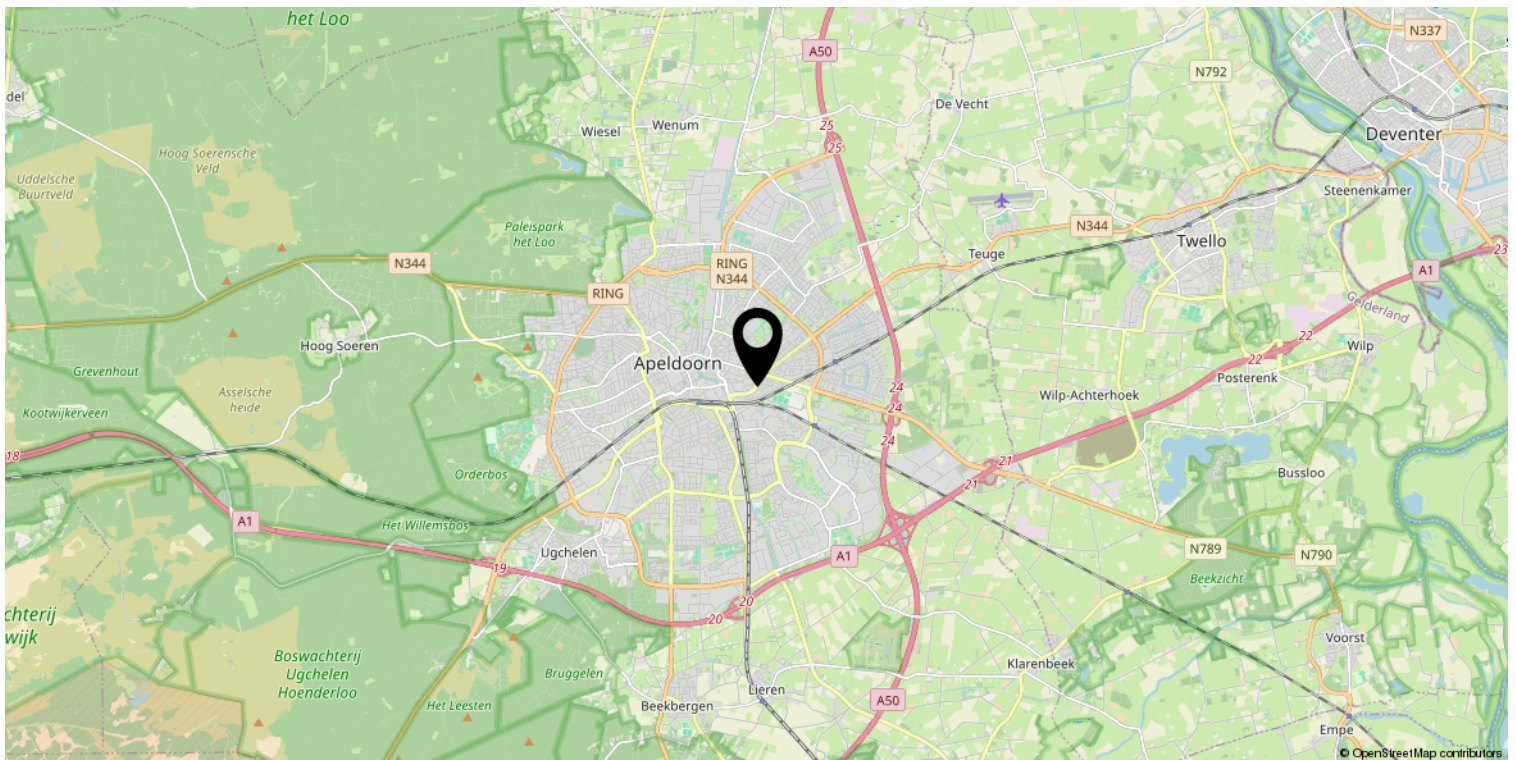 het Loo
A50
N337
N792
del
De Vecht
25
Wiesel
Wenum
Deventer
25
Hoog Soerensche
Veld
Uddelsche
Buurtveld
Steenenkamer
Paleispark
het Loo
N344
Twello
23
Teuge
N344
RING
N344
A1
RING
Gelderland
Hoog Soeren
22
Wilp
22
Apeldoorn
Grevenhout
Posterenk
24
Asselsche
heide
Wilp-Achterhoek
24
Kootwijkerveen
24
18
21
Orderbos
Bussloo
21
A1
Het Willemsbos
Ugchelen
A1
N789
N790
19
Beekzicht
20
20
chterij
wijk
Voorst
Boswachterij
Ugchelen
Hoenderloo
Klarenbeek
Bruggelen
Lieren
A50
Het Leesten
Beekbergen
Empe
© OpenStreetMap contributors